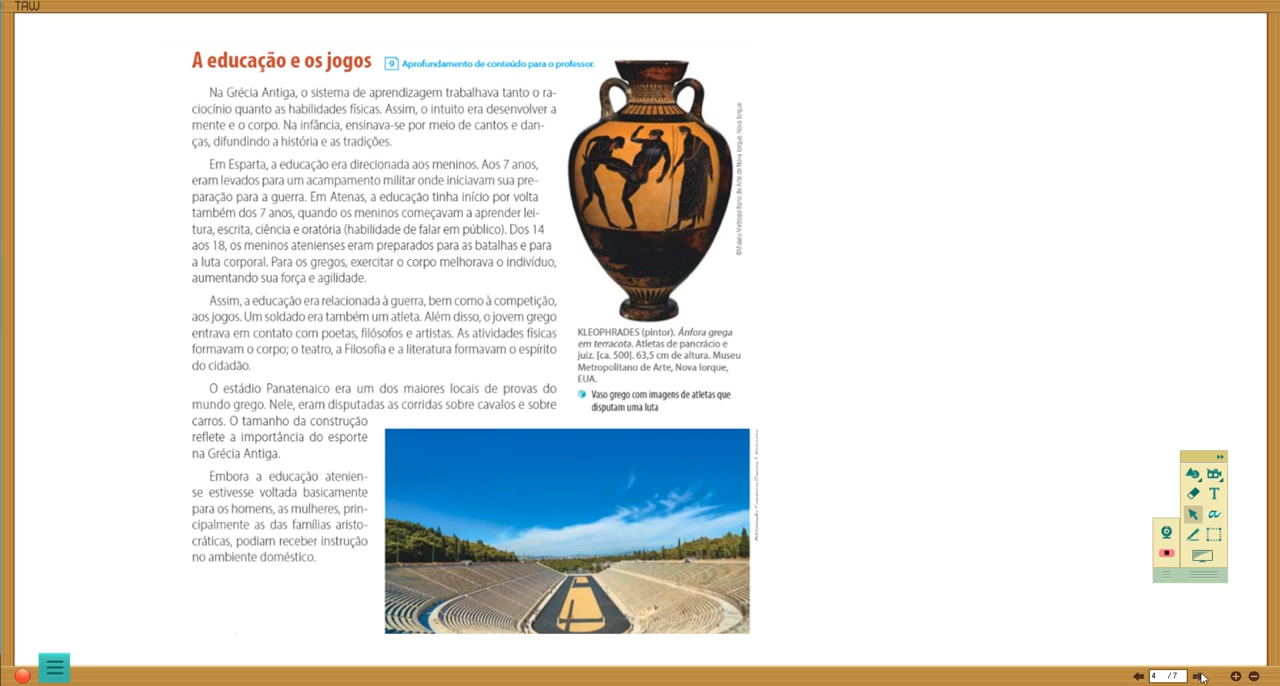 TAW
A educação e os jogos
9 Aprofundamento de conteúdo para o professor.
Na Grécia Antiga, o sistema de aprendizagem trabalhava tanto o ra-
ciocínio quanto as habilidades físicas. Assim, o intuito era desenvolver a
mente e o corpo. Na infância, ensinava-se por meio de cantos e dan-
ças, difundindo a história e as tradições.
Em Esparta, a educação era direcionada aos meninos. Aos 7 anos,
eram levados para um acampamento militar onde iniciavam sua pre-
paração para a guerra. Em Atenas, a educação tinha início por volta
também dos 7 anos, quando os meninos começavam a aprender lei-
tura, escrita, ciência e oratória (habilidade de falar em público). Dos 14
aos 18, os meninos atenienses eram preparados para as batalhas e para
a luta corporal. Para os gregos, exercitar o corpo melhorava o indivíduo,
aumentando sua força e agilidade.
Assim, a educação era relacionada à guerra, bem como à competição,
aos jogos. Um soldado era também um atleta. Além disso, o jovem grego
entrava em contato com poetas, filósofos e artistas. As atividades físicas
formavam o corpo; o teatro, a Filosofia e a literatura formavam o espírito
do cidadão.
O estádio Panatenaico era um dos maiores locais de provas do
mundo grego. Nele, eram disputadas as corridas sobre cavalos e sobre
carros. O tamanho da construção
reflete a importância do esporte
na Grécia Antiga.
Embora a educação atenien-
se estivesse voltada basicamente
para os homens, as mulheres, prin-
cipalmente as das famílias aristo-
cráticas, podiam receber instrução
no ambiente doméstico.
©Museu Metropolitano de Arte de Nova Iorque, Nova Iorque
KLEOPHRADES (pintor). Ânfora grega
em terracota. Atletas de pancrácio e
juiz. [ca. 500]. 63,5 cm de altura. Museu
Metropolitano de Arte, Nova Iorque,
EUA.
Vaso grego com imagens de atletas que
disputam uma luta
T
a
4 / 7